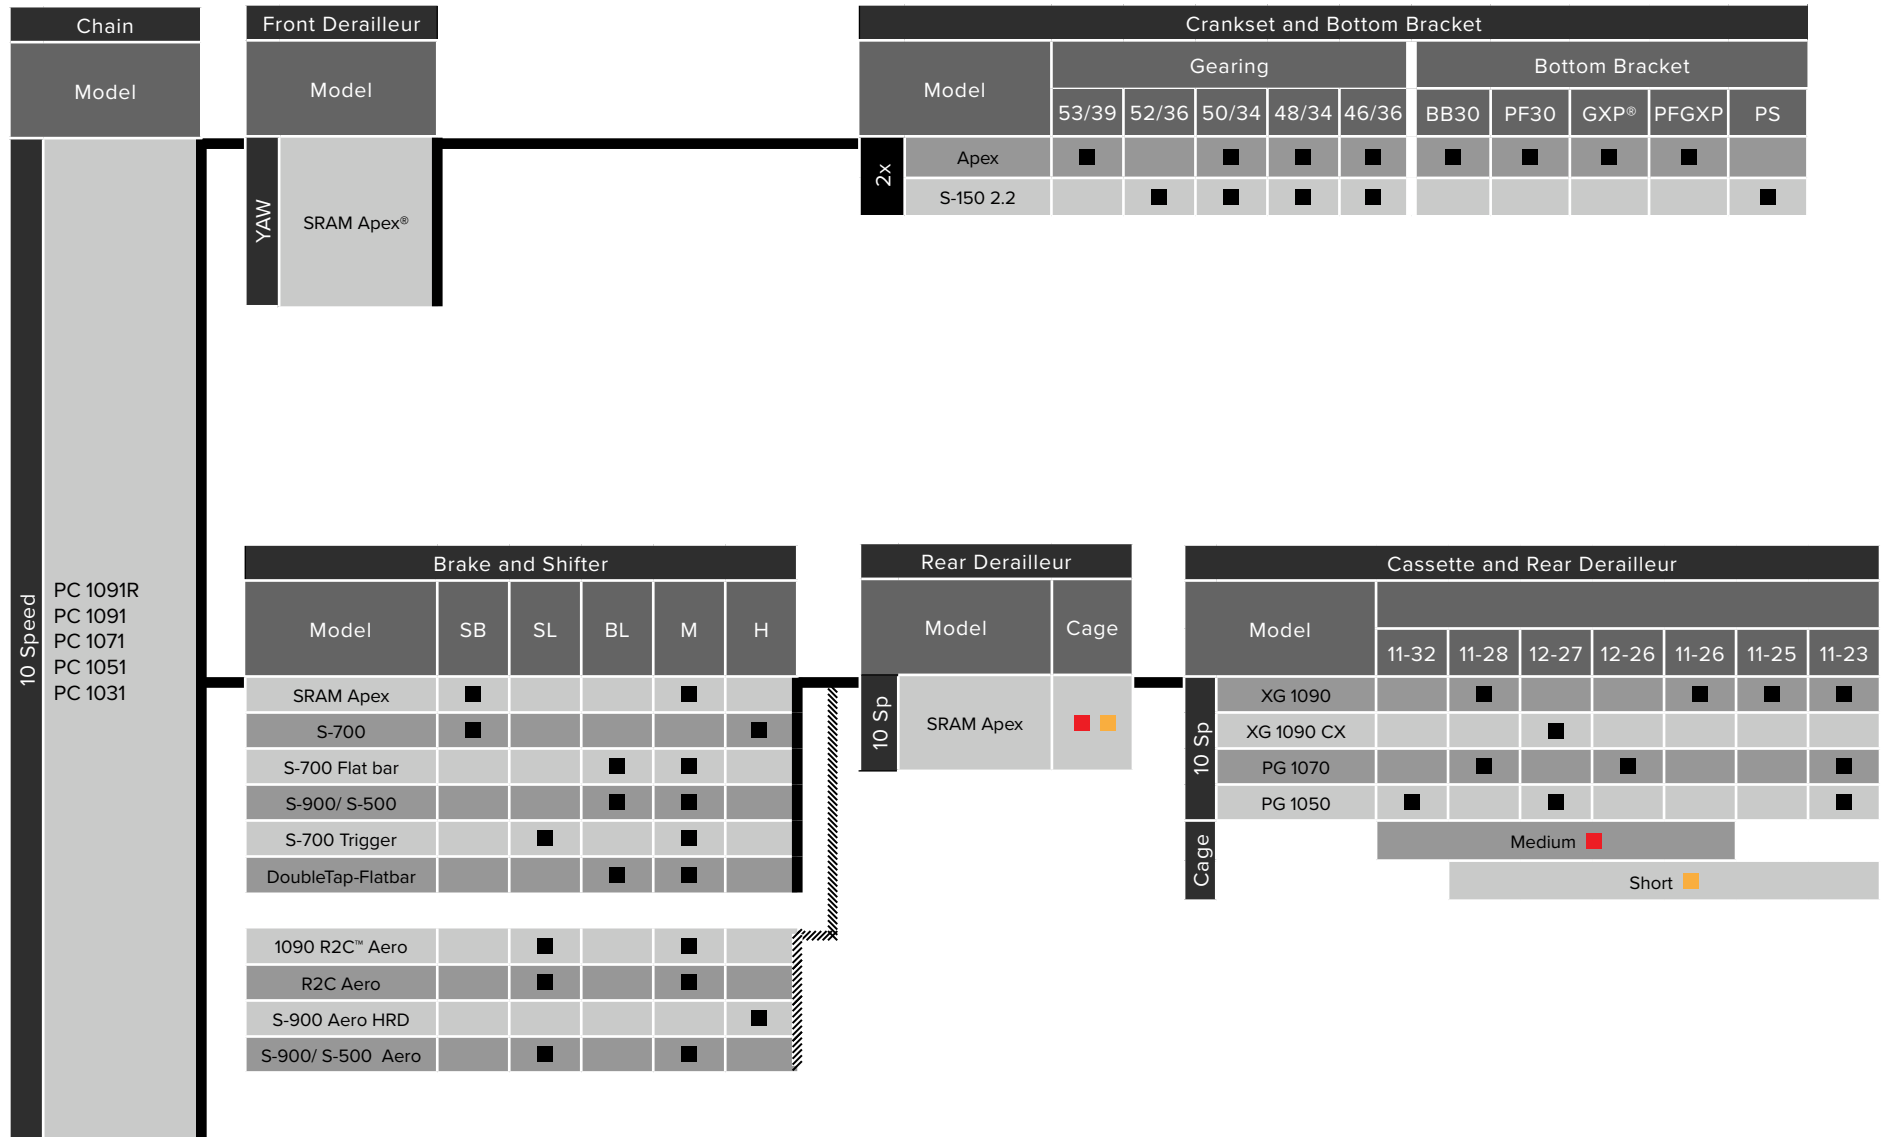 Chain
Model
10 Speed
PC 1091R
PC 1091
PC 1071
PC 1051
PC 1031
Front Derailleur
Model
YAW
SRAM Apex®
Crankset and Bottom Bracket
Model
Gearing
Bottom Bracket
53/39 52/36 50/34 48/34 46/36 BB30 PF30 GXP® PFGXP PS
2x
Apex
S-150 2.2
Brake and Shifter
Model SB SL BL M H
SRAM Apex
S-700
S-700 Flat bar
S-900/ S-500
S-700 Trigger
DoubleTap-Flatbar
1090 R2C™ Aero
R2C Aero
S-900 Aero HRD
S-900/ S-500 Aero
Rear Derailleur
Model Cage
10 Sp
SRAM Apex
Cassette and Rear Derailleur
Model
11-32 11-28 12-27 12-26 11-26 11-25 11-23
10 Sp
XG 1090
XG 1090 CX
PG 1070
PG 1050
Cage
Medium
Short